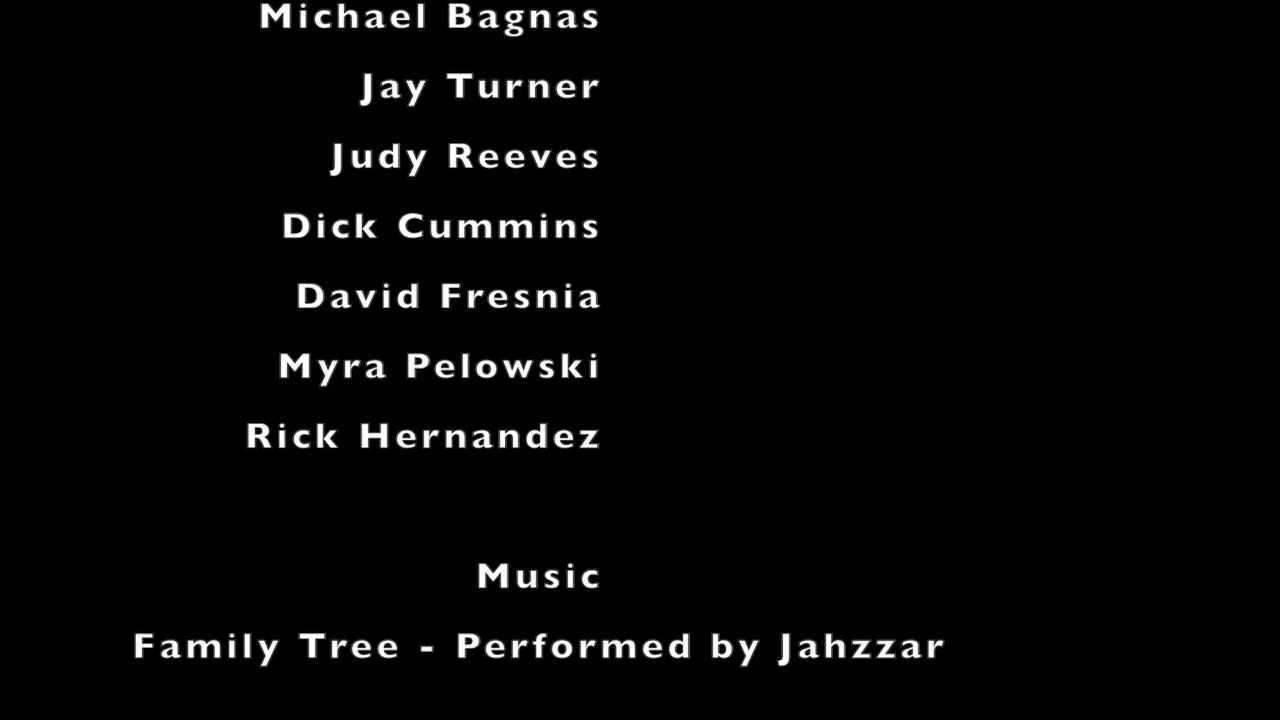 Michael Bagnas
Jay Turner
Judy Reeves
Dick Cummins
David Fresnia
Myra Pelowski
Rick Hernandez
Music
Family Tree - Performed by Jahzzar